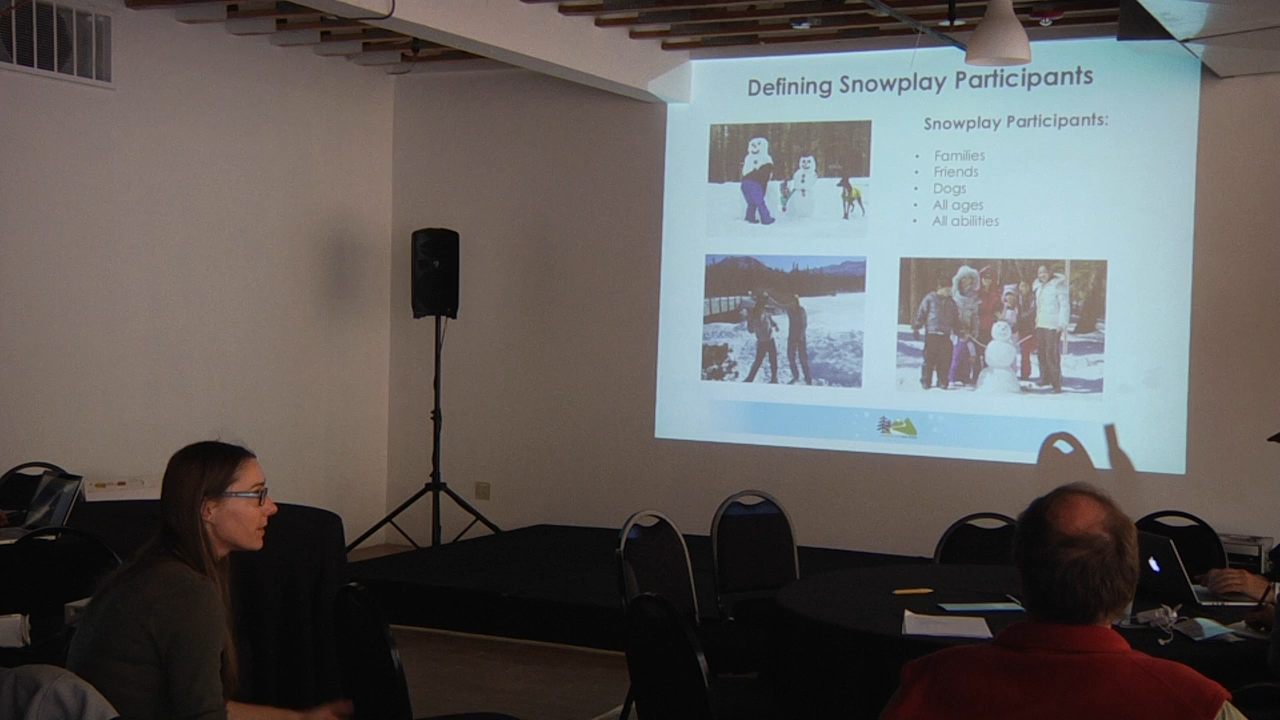 Defining Snowplay Participants
Snowplay Participants:
• Families
• Friends
• Dogs
• All ages
• All abilities